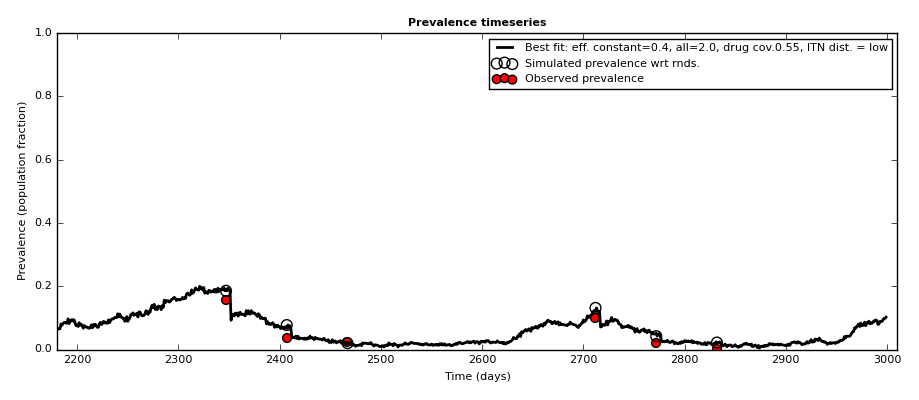 Prevalence timeseries
Best fit: eff. constant=0.4, all=2.0, drug cov.0.55, ITN dist. = low
Simulated prevalence wrt rnds.
Observed prevalence
Prevalence (population fraction)
1.0
0.8
0.6
0.4
0.2
0.0
2200 2300 2400 2500 2600 2700 2800 2900 3000
Time (days)